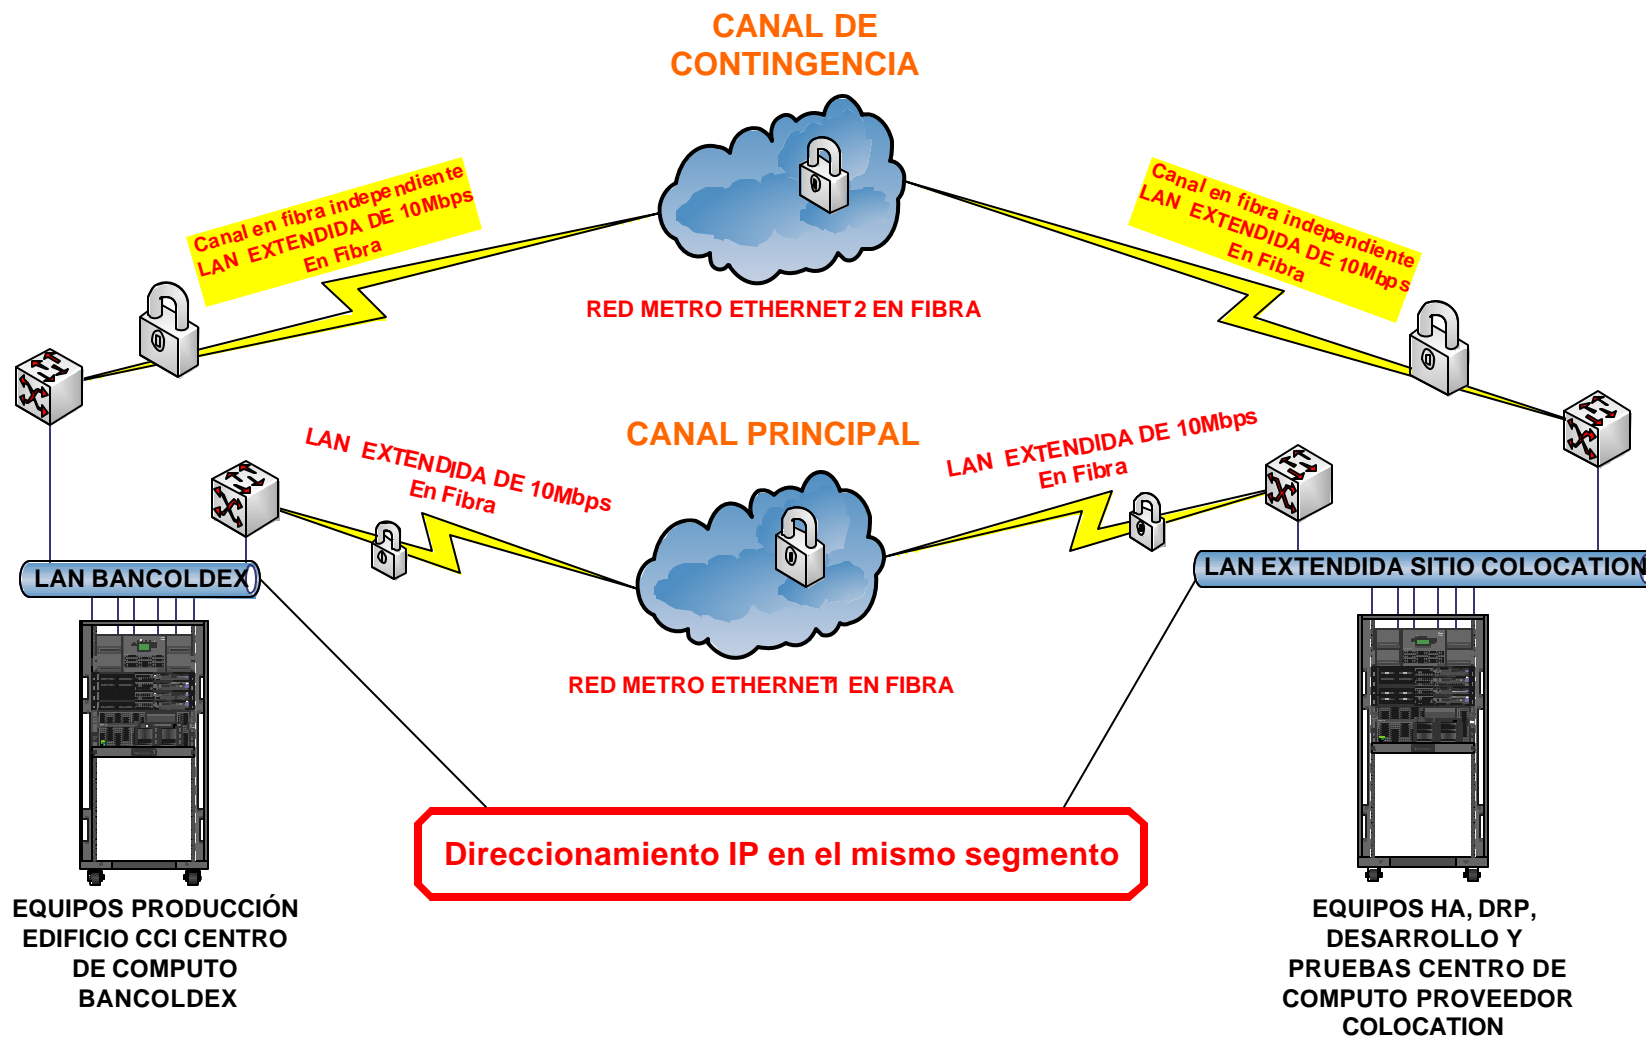 CANAL DE
CONTINGENCIA
Canal en fibra independiente
LAN EXTENDIDA DE 10Mbps
En Fibra
Canal en fibra independiente
LAN EXTENDIDA DE 10Mbps
En Fibra
RED METRO ETHERNET 2 EN FIBRA
CANAL PRINCIPAL
LAN EXTENDIDA DE 10Mbps
En Fibra
LAN EXTENDIDA DE 10Mbps
En Fibra
LAN BANCOLDEX
LAN EXTENDIDA SITIO COLOCATION
RED METRO ETHERNET1 EN FIBRA
Direccionamiento IP en el mismo segmento
EQUIPOS PRODUCCIÓN
EDIFICIO CCI CENTRO
DE COMPUTO
BANCOLDEX
EQUIPOS HA, DRP,
DESARROLLO Y
PRUEBAS CENTRO DE
COMPUTO PROVEEDOR
COLOCATION